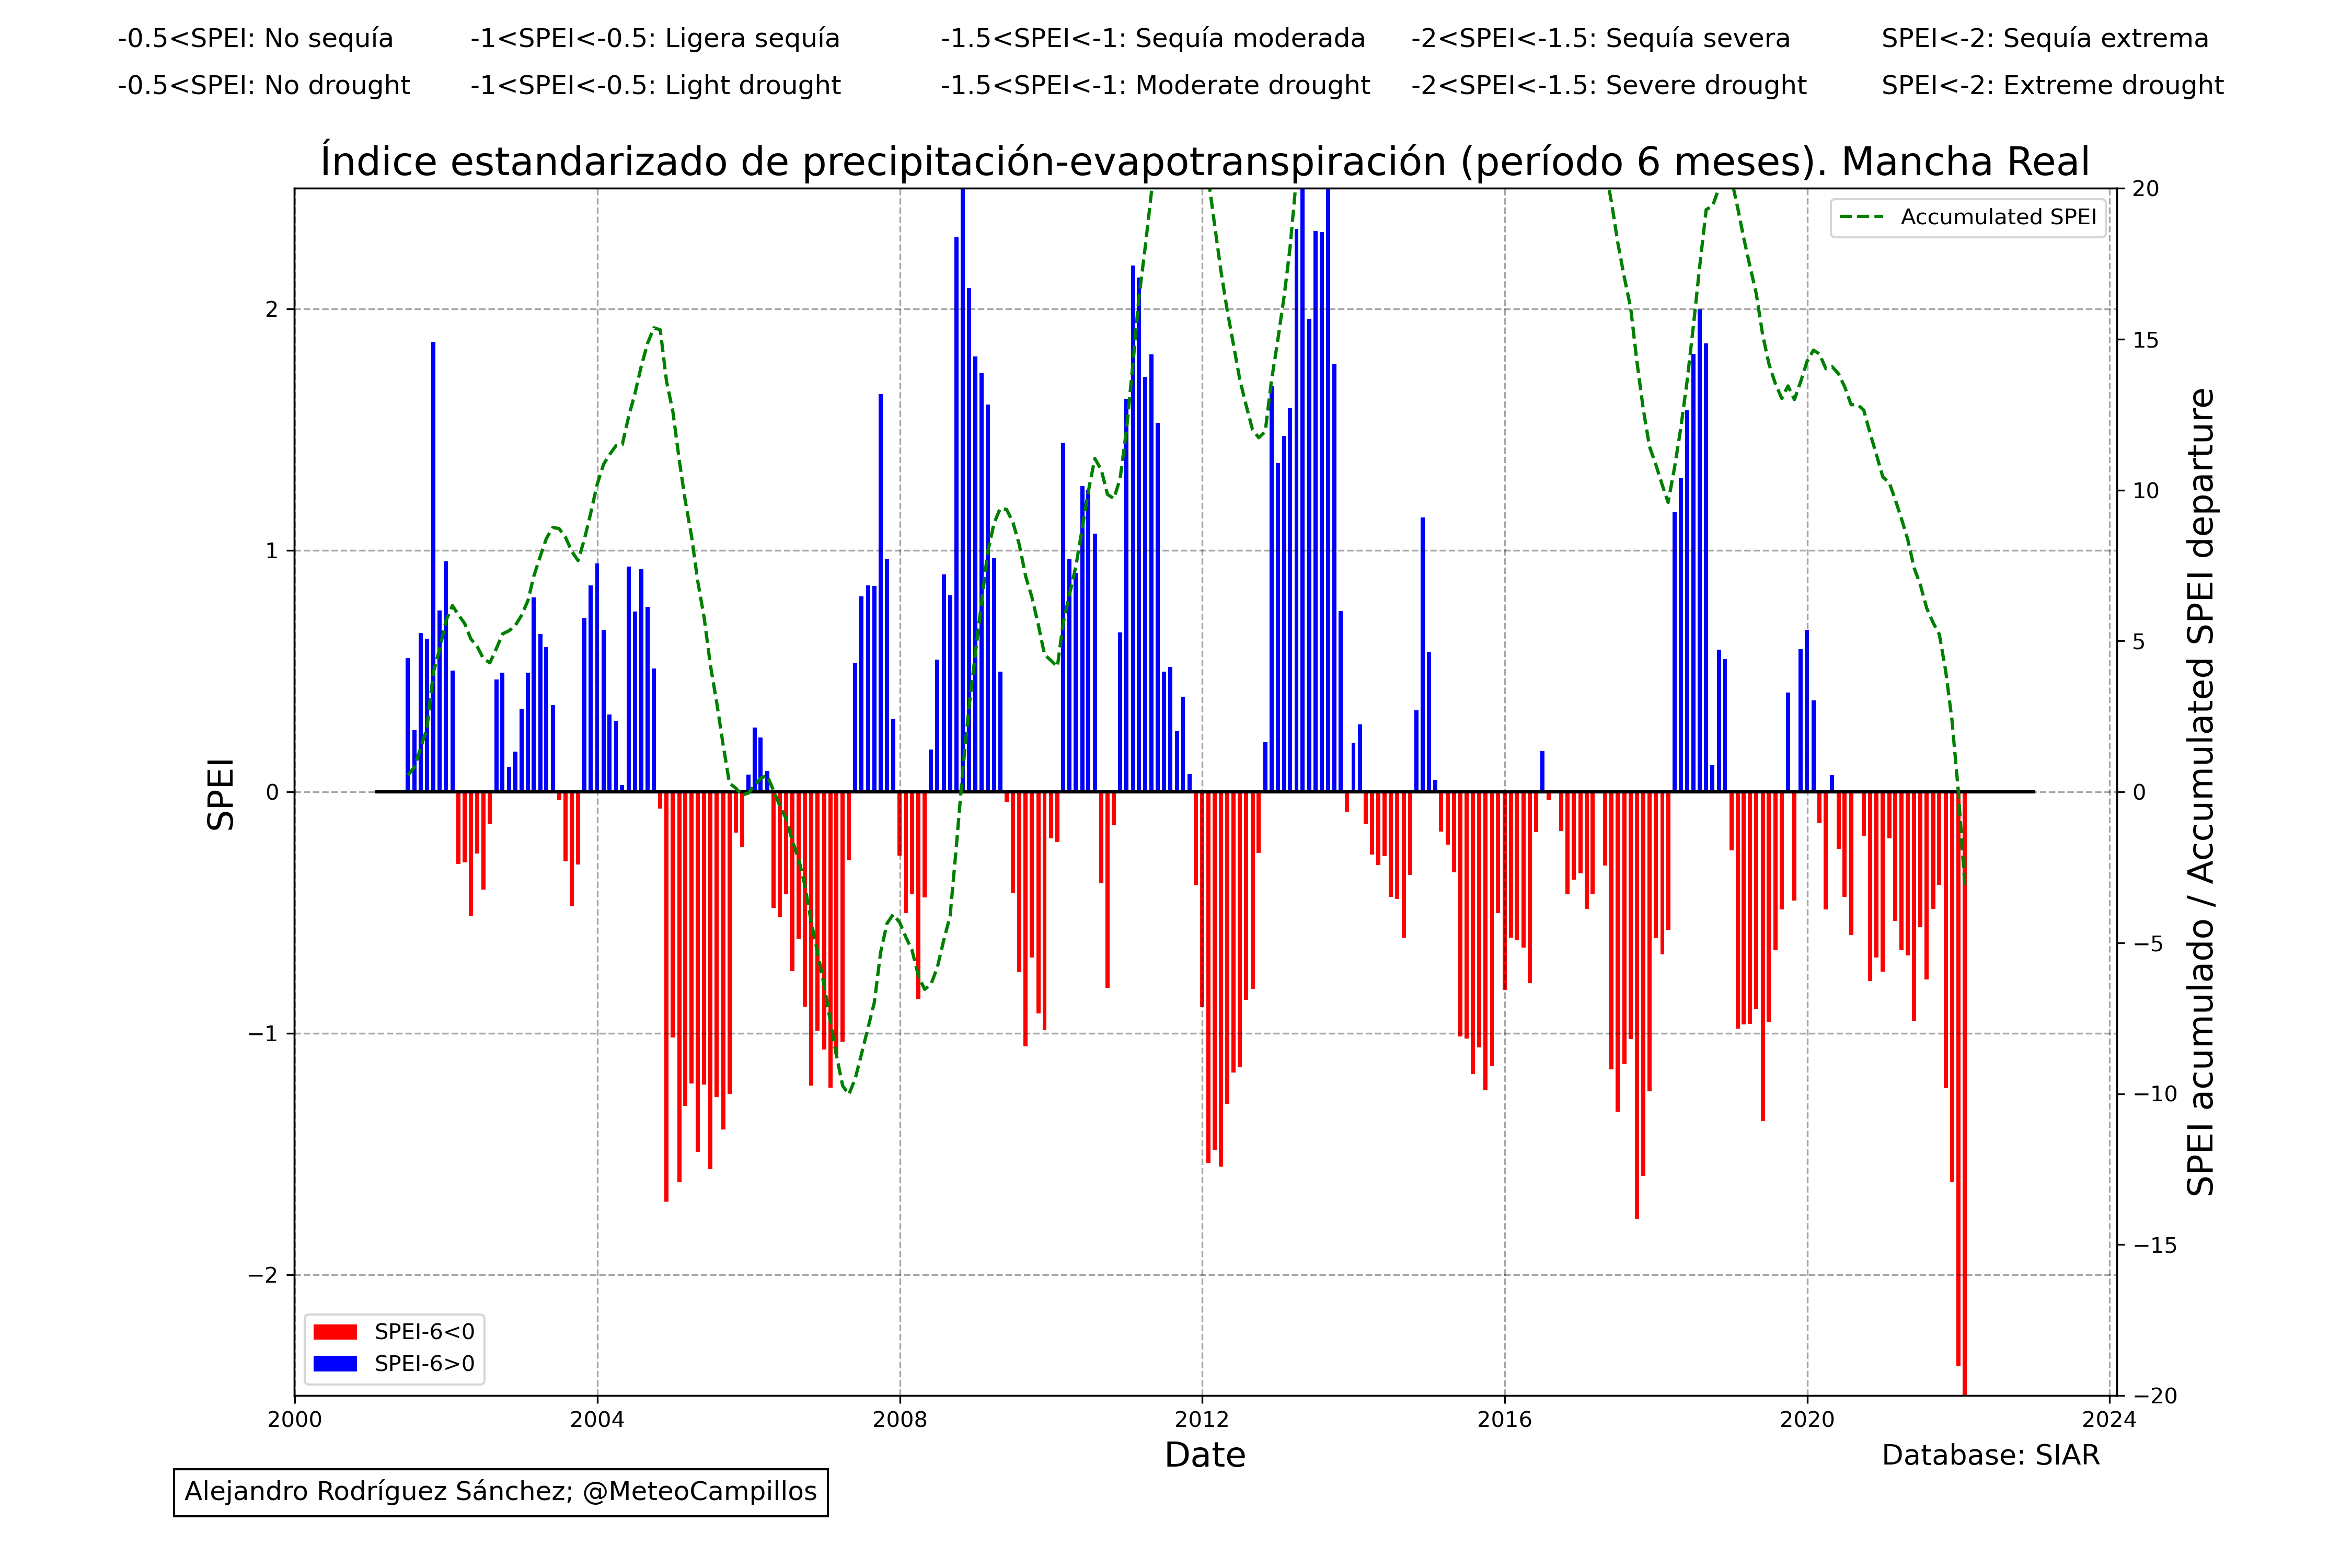 -0.5<SPEI: No sequía -1<SPEI<-0.5: Ligera sequía -1.5<SPEI<-1: Sequía moderada -2<SPEI<-1.5: Sequía severa SPEI<-2: Sequía extrema
-0.5<SPEI: No drought -1<SPEI<-0.5: Light drought -1.5<SPEI<-1: Moderate drought -2<SPEI<-1.5: Severe drought SPEI<-2: Extreme drought
Índice estandarizado de precipitación-evapotranspiración (período 6 meses). Mancha Real
Accumulated SPEI
SPEI
2
1
0
−1
−2
20
15
10
5
0
−5
−10
−15
−20
SPEI acumulado / Accumulated SPEI departure
SPEI-6<0
SPEI-6>0
2000 2004 2008 2012 2016 2020 2024
Date
Database: SIAR
Alejandro Rodríguez Sánchez; @MeteoCampillos